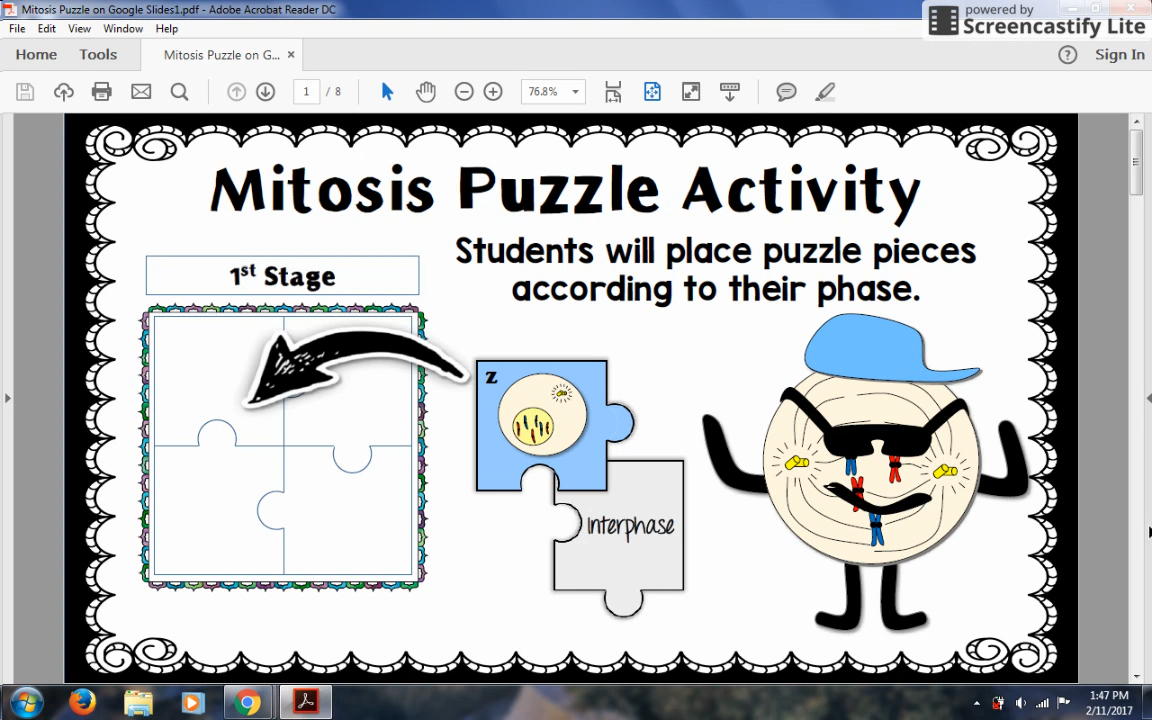 Mitosis Puzzle on Google Slides1.pdf - Adobe Acrobat Reader DC
powered by
Screencastify Lite
File Edit View Window Help
Home Tools Mitosis Puzzle on G... × ? Sign In
1 / 8 76.8%
Mitosis Puzzle Activity
Students will place puzzle pieces
according to their phase.
1st Stage
Z
Interphase
1:47 PM
2/11/2017